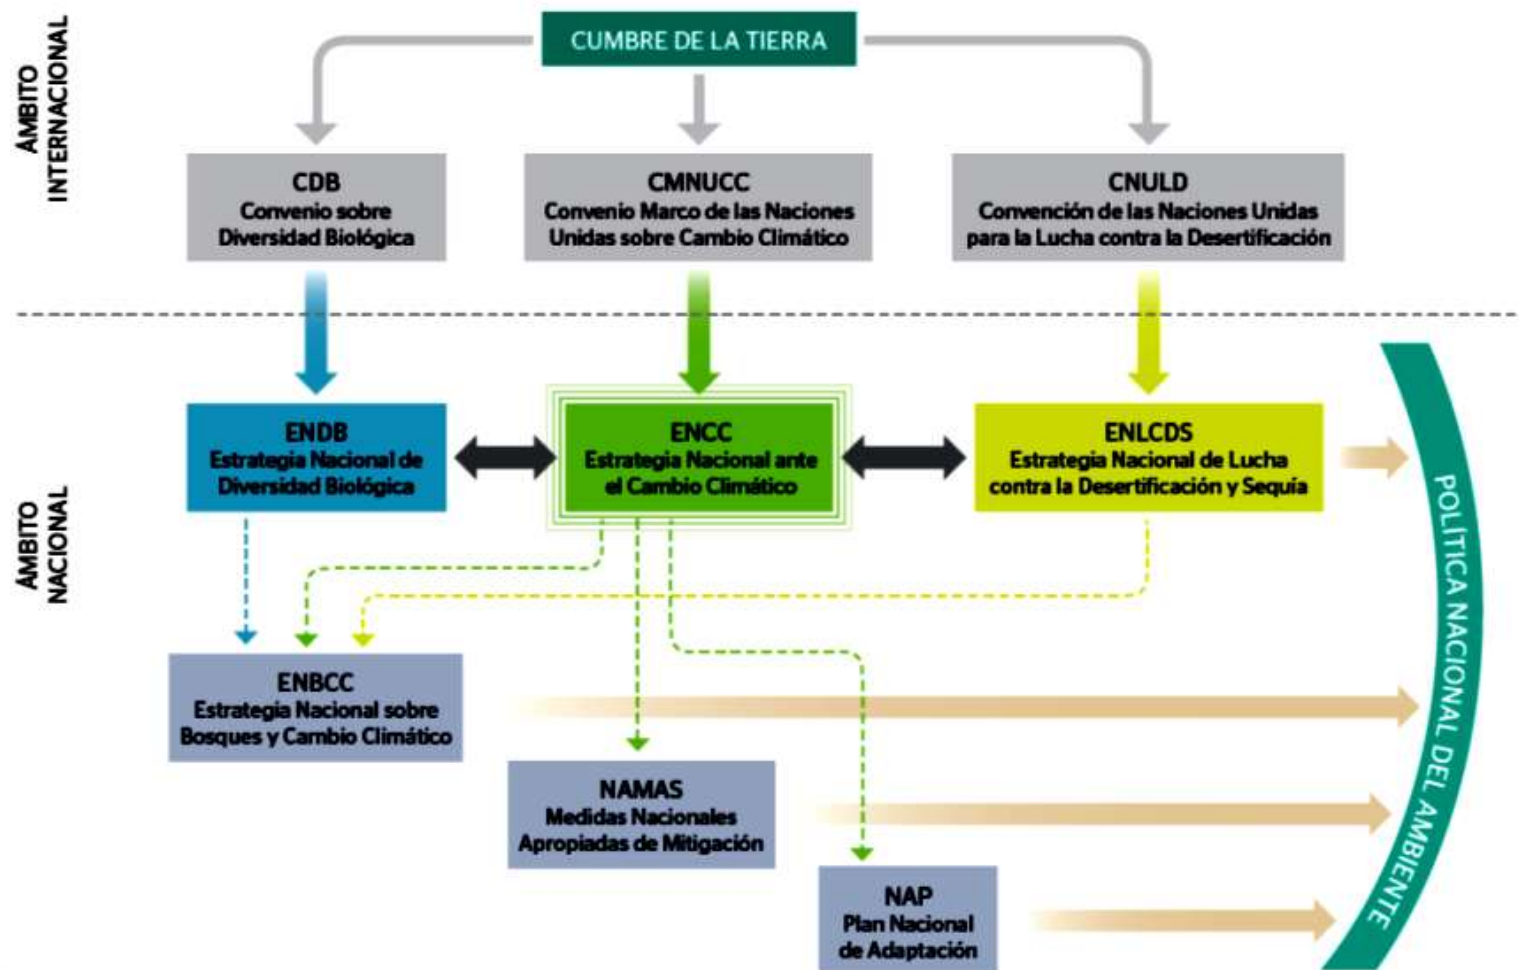 ÁMBITO
INTERNACIONAL
CUMBRE DE LA TIERRA
CDB
Convenio sobre
Diversidad Biológica
CMNUCC
Convenio Marco de las Naciones
Unidas sobre Cambio Climático
CNULD
Convención de las Naciones Unidas
para la Lucha contra la Desertificación
ÁMBITO
NACIONAL
ENDB
Estrategia Nacional de
Diversidad Biológica
ENCC
Estrategia Nacional ante
el Cambio Climático
ENLCDS
Estrategia Nacional de Lucha
contra la Desertificación y Sequía
ENBCC
Estrategia Nacional sobre
Bosques y Cambio Climático
NAMAS
Medidas Nacionales
Apropiadas de Mitigación
NAP
Plan Nacional
de Adaptación
POLÍTICA NACIONAL DEL AMBIENTE